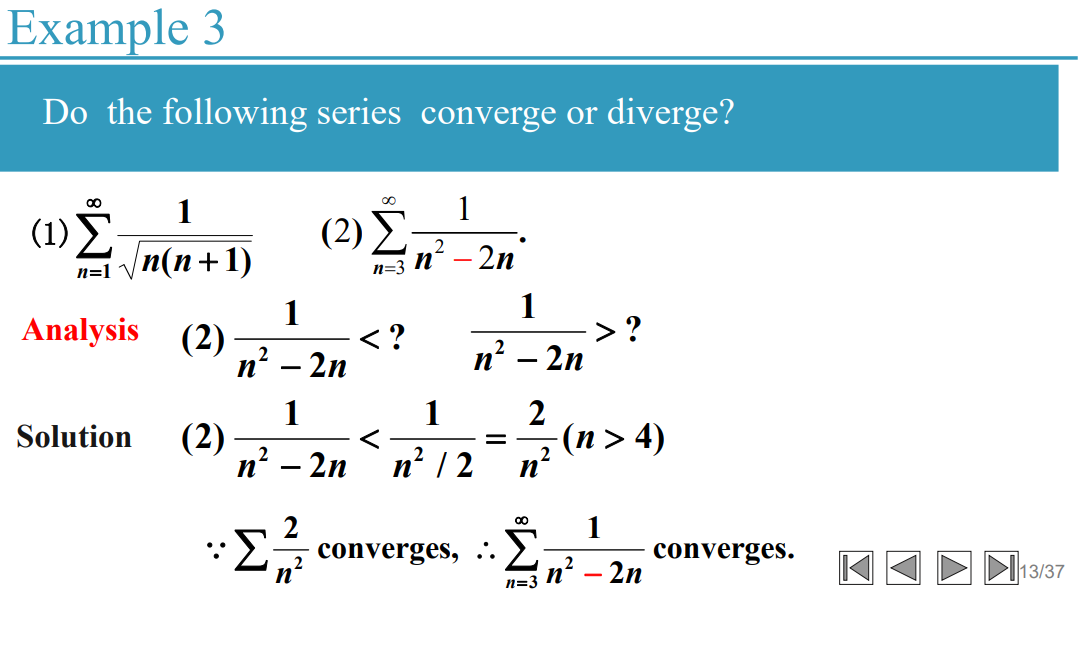 Example 3
Do the following series converge or diverge?
(1) $\sum_{n=1}^{\infty} \frac{1}{\sqrt{n(n+1)}}$ (2) $\sum_{n=3}^{\infty} \frac{1}{n^2 - 2n}$.
Analysis (2) $\frac{1}{n^2 - 2n} < ?$ $\frac{1}{n^2 - 2n} > ?$
Solution (2) $\frac{1}{n^2 - 2n} < \frac{1}{n^2 / 2} = \frac{2}{n^2} (n > 4)$
∵ $\sum \frac{2}{n^2}$ converges, ∴ $\sum_{n=3}^{\infty} \frac{1}{n^2 - 2n}$ converges.
13/37